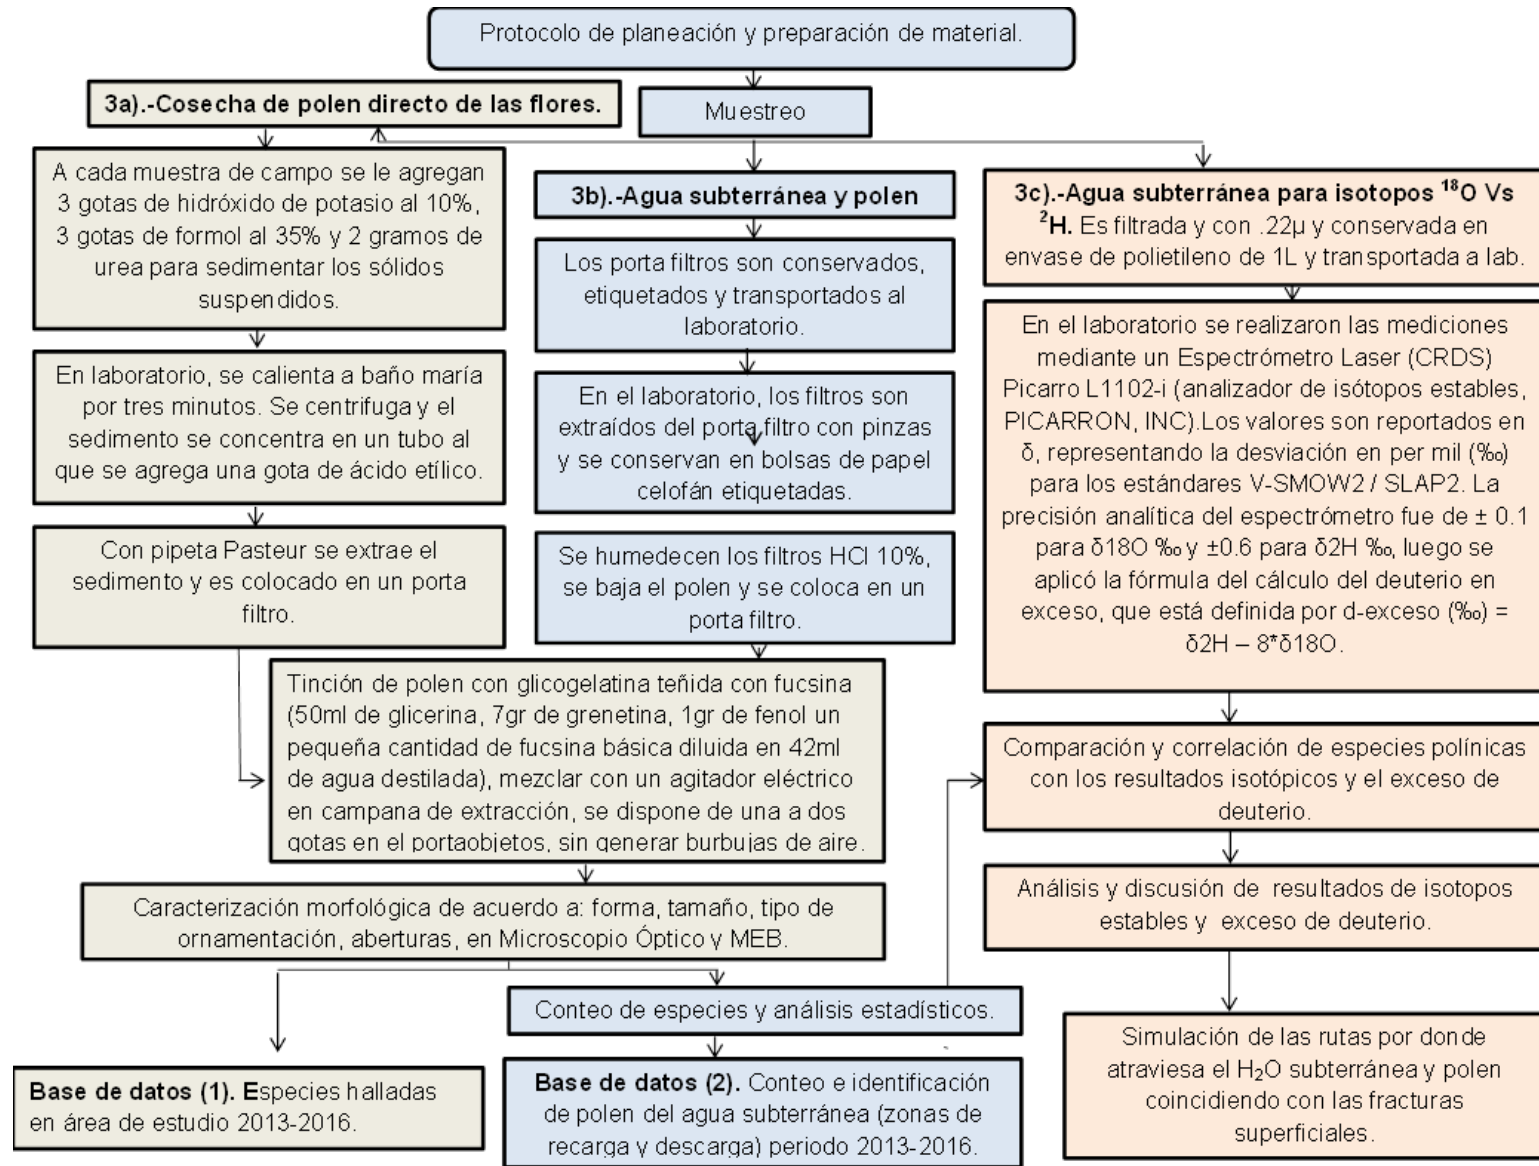 Protocolo de planeación y preparación de material.
3a).-Cosecha de polen directo de las flores.
Muestreo
A cada muestra de campo se le agregan
3 gotas de hidróxido de potasio al 10%,
3 gotas de formol al 35% y 2 gramos de
urea para sedimentar los sólidos
suspendidos.
En laboratorio, se calienta a baño maría
por tres minutos. Se centrifuga y el
sedimento se concentra en un tubo al
que se agrega una gota de ácido etílico.
Con pipeta Pasteur se extrae el
sedimento y es colocado en un porta
filtro.
3b).-Agua subterránea y polen
Los porta filtros son conservados,
etiquetados y transportados al
laboratorio.
En el laboratorio, los filtros son
extraídos del porta filtro con pinzas
y se conservan en bolsas de papel
celofán etiquetadas.
Se humedecen los filtros HCl 10%,
se baja el polen y se coloca en un
porta filtro.
3c).-Agua subterránea para isotopos ¹⁸O Vs
²H. Es filtrada y con .22µ y conservada en
envase de polietileno de 1L y transportada a lab.
En el laboratorio se realizaron las mediciones
mediante un Espectrómetro Laser (CRDS)
Picarro L1102-i (analizador de isótopos estables,
PICARRON, INC).Los valores son reportados en
δ, representando la desviación en per mil (‰)
para los estándares V-SMOW2 / SLAP2. La
precisión analítica del espectrómetro fue de ± 0.1
para δ18O ‰ y ±0.6 para δ2H ‰, luego se
aplicó la fórmula del cálculo del deuterio en
exceso, que está definida por d-exceso (‰) =
δ2H – 8*δ18O.
Tinción de polen con glicogelatina teñida con fucsina
(50ml de glicerina, 7gr de grenetina, 1gr de fenol un
pequeña cantidad de fucsina básica diluida en 42ml
de agua destilada), mezclar con un agitador eléctrico
en campana de extracción, se dispone de una a dos
gotas en el portaobjetos, sin generar burbujas de aire.
Caracterización morfológica de acuerdo a: forma, tamaño, tipo de
ornamentación, aberturas, en Microscopio Óptico y MEB.
Conteo de especies y análisis estadísticos.
Base de datos (1). Especies halladas
en área de estudio 2013-2016.
Base de datos (2). Conteo e identificación
de polen del agua subterránea (zonas de
recarga y descarga) periodo 2013-2016.
Comparación y correlación de especies polínicas
con los resultados isotópicos y el exceso de
deuterio.
Análisis y discusión de resultados de isotopos
estables y exceso de deuterio.
Simulación de las rutas por donde
atraviesa el H₂O subterránea y polen
coincidiendo con las fracturas
superficiales.